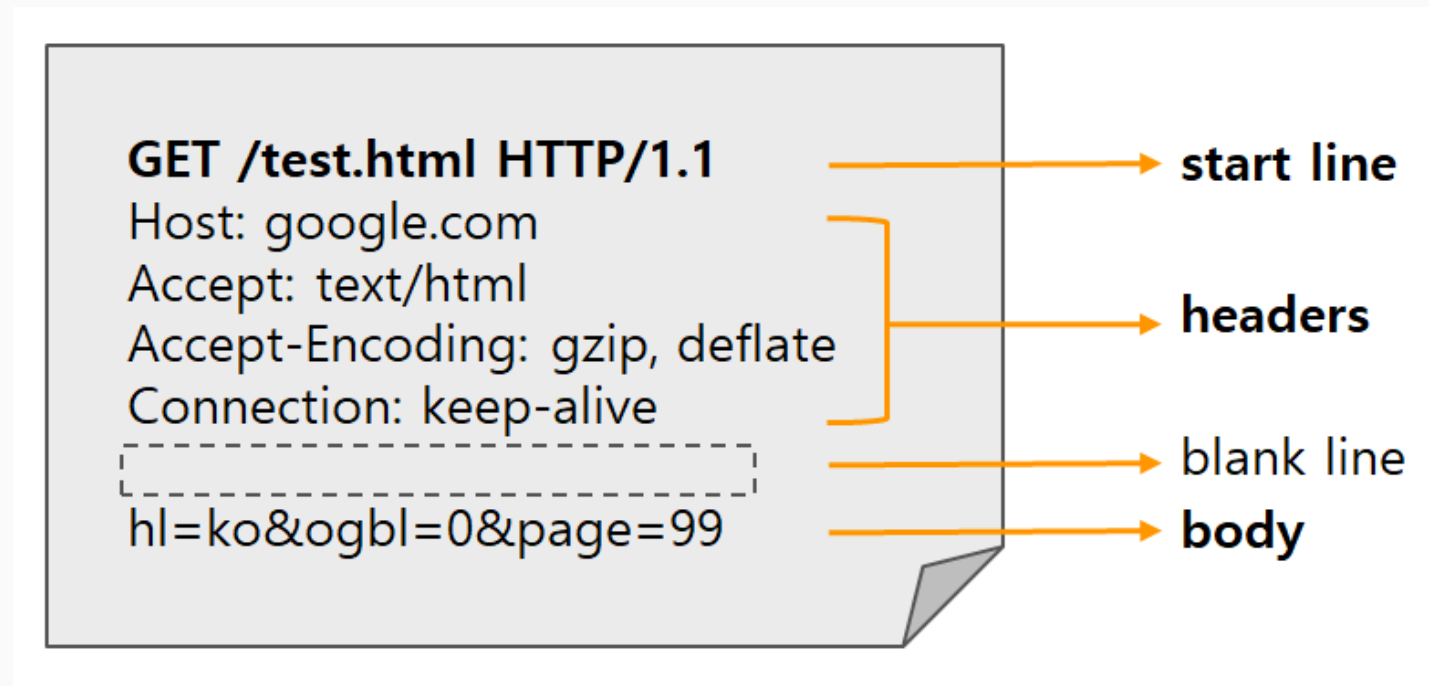 GET /test.html HTTP/1.1
start line
Host: google.com
Accept: text/html
Accept-Encoding: gzip, deflate
Connection: keep-alive
headers
blank line
hl=ko&ogbl=0&page=99
body